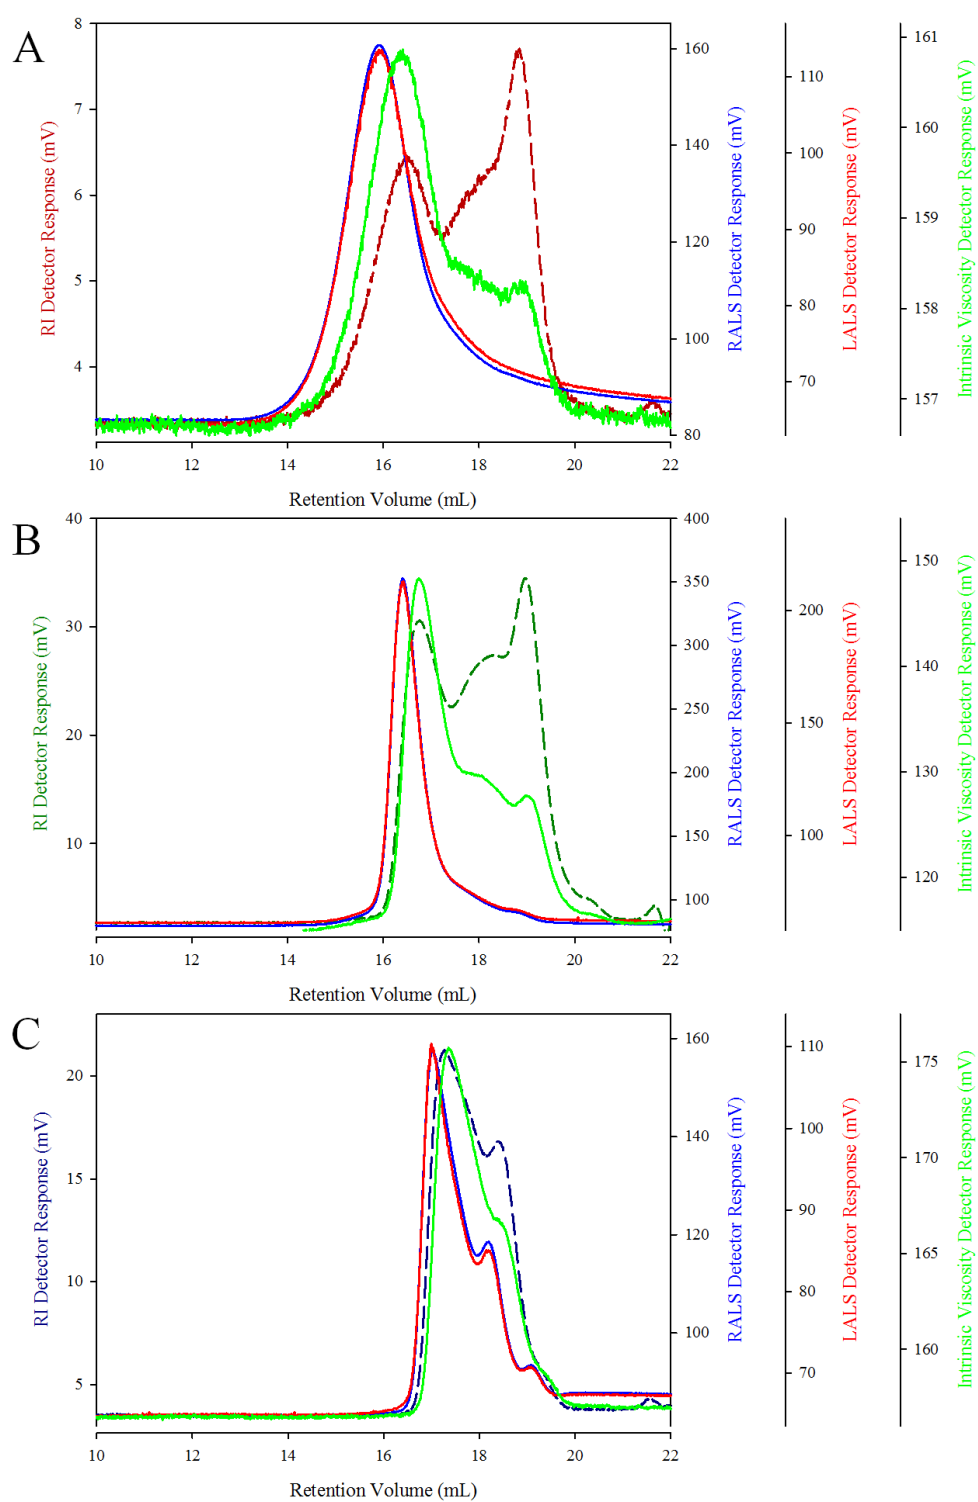 A
8
7
6
5
4
RI Detector Response (mV)
160
140
120
100
80
RALS Detector Response (mV)
110
100
90
80
70
LALS Detector Response (mV)
161
160
159
158
157
Intrinsic Viscosity Detector Response (mV)
10 12 14 16 18 20 22
Retention Volume (mL)
B
40
30
20
10
RI Detector Response (mV)
400
350
300
250
200
150
100
RALS Detector Response (mV)
200
150
100
LALS Detector Response (mV)
150
140
130
120
Intrinsic Viscosity Detector Response (mV)
10 12 14 16 18 20 22
Retention Volume (mL)
C
20
15
10
5
RI Detector Response (mV)
160
140
120
100
RALS Detector Response (mV)
110
100
90
80
70
LALS Detector Response (mV)
175
170
165
160
Intrinsic Viscosity Detector Response (mV)
10 12 14 16 18 20 22
Retention Volume (mL)